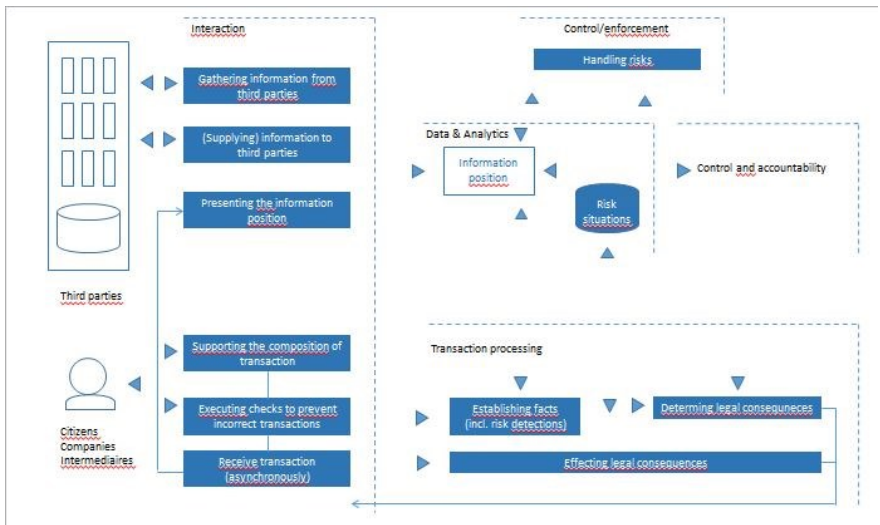 Interaction
Gathering information from
third parties
(Supplying) information to
third parties
Presenting the information
position
Third parties
Supporting the composition of
transaction
Executing checks to prevent
incorrect transactions
Receive transaction
(asynchronously)
Citizens
Companies
Intermediaires
Control/enforcement
Handling risks
Data & Analytics
Information
position
Risk
situations
Control and accountability
Transaction processing
Establishing facts
(incl. risk detections)
Determing legal consequneces
Effecting legal consequences